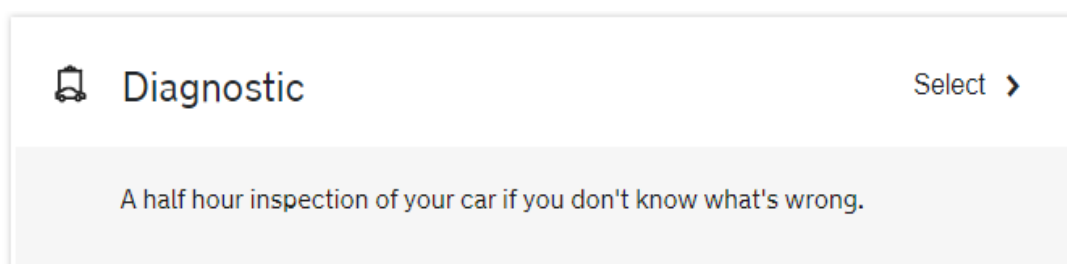 Diagnostic
Select
A half hour inspection of your car if you don't know what's wrong.